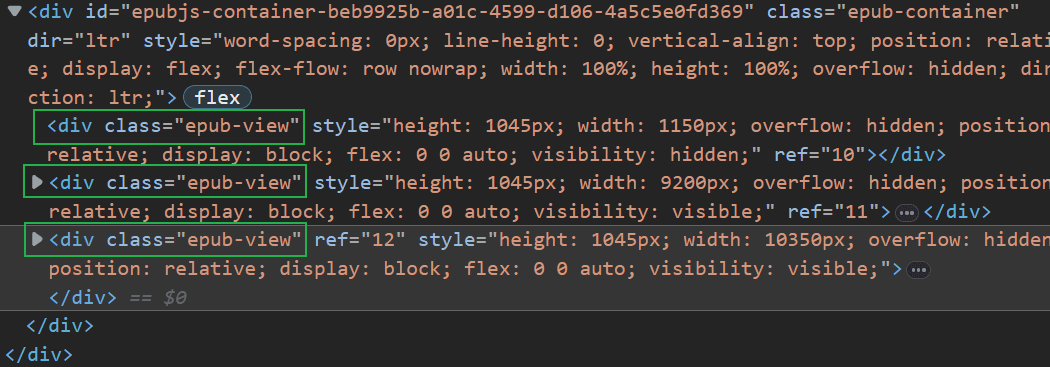 <div id="epubjs-container-beb9925b-a01c-4599-d106-4a5c5e0fd369" class="epub-container"
dir="ltr" style="word-spacing: 0px; line-height: 0; vertical-align: top; position: relativ
e; display: flex; flex-flow: row nowrap; width: 100%; height: 100%; overflow: hidden; dire
ction: ltr;"> flex
<div class="epub-view" style="height: 1045px; width: 1150px; overflow: hidden; position
relative; display: block; flex: 0 0 auto; visibility: hidden;" ref="10"></div>
<div class="epub-view" style="height: 1045px; width: 9200px; overflow: hidden; position
relative; display: block; flex: 0 0 auto; visibility: visible;" ref="11">…</div>
<div class="epub-view" ref="12" style="height: 1045px; width: 10350px; overflow: hidden
position: relative; display: block; flex: 0 0 auto; visibility: visible;">…
</div> == $0
</div>
</div>